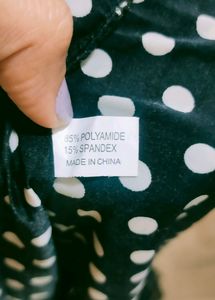 85% POLYAMIDE
15% SPANDEX
MADE IN CHINA